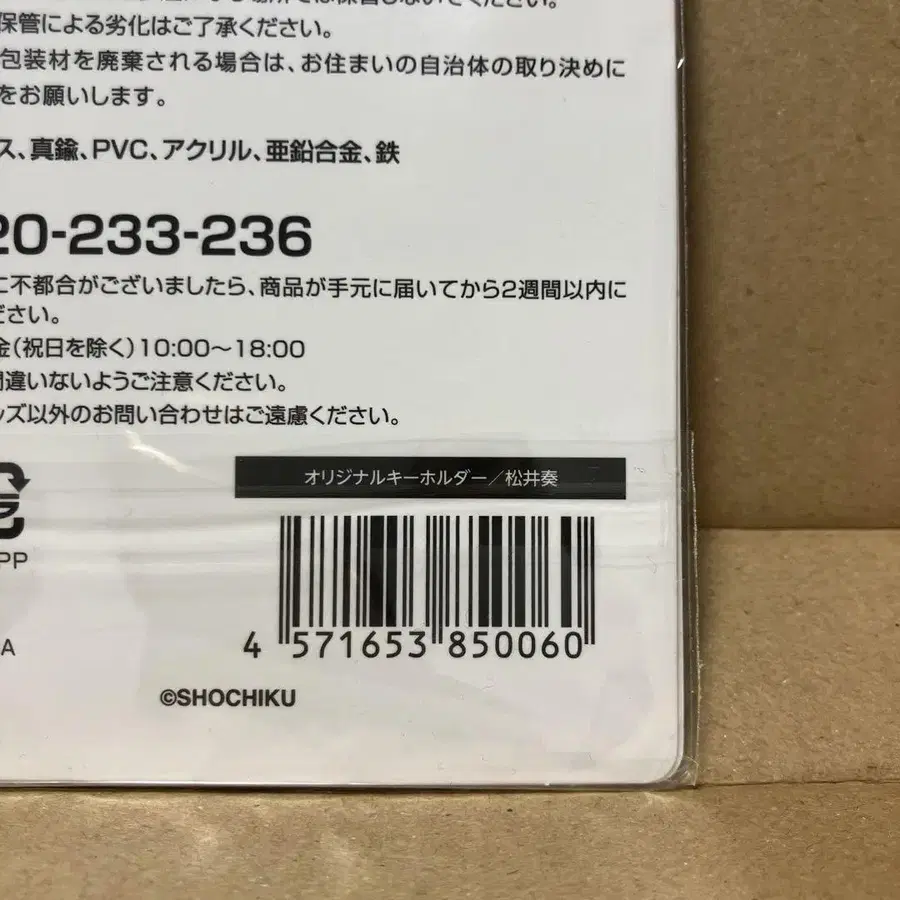 保管による劣化はご了承ください。
包装材を廃棄される場合は、お住まいの自治体の取り決めに
をお願いします。
ス、真鍮、PVC、アクリル、亜鉛合金、鉄
20-233-236
に不都合がございましたら、商品が手元に届いてから2週間以内に
ださい。
金(祝日を除く)10:00〜18:00
間違いないようご注意ください。
ッズ以外のお問い合わせはご遠慮ください。
オリジナルキーホルダー/松井奏
PP
4 571653 850060
A
©SHOCHIKU